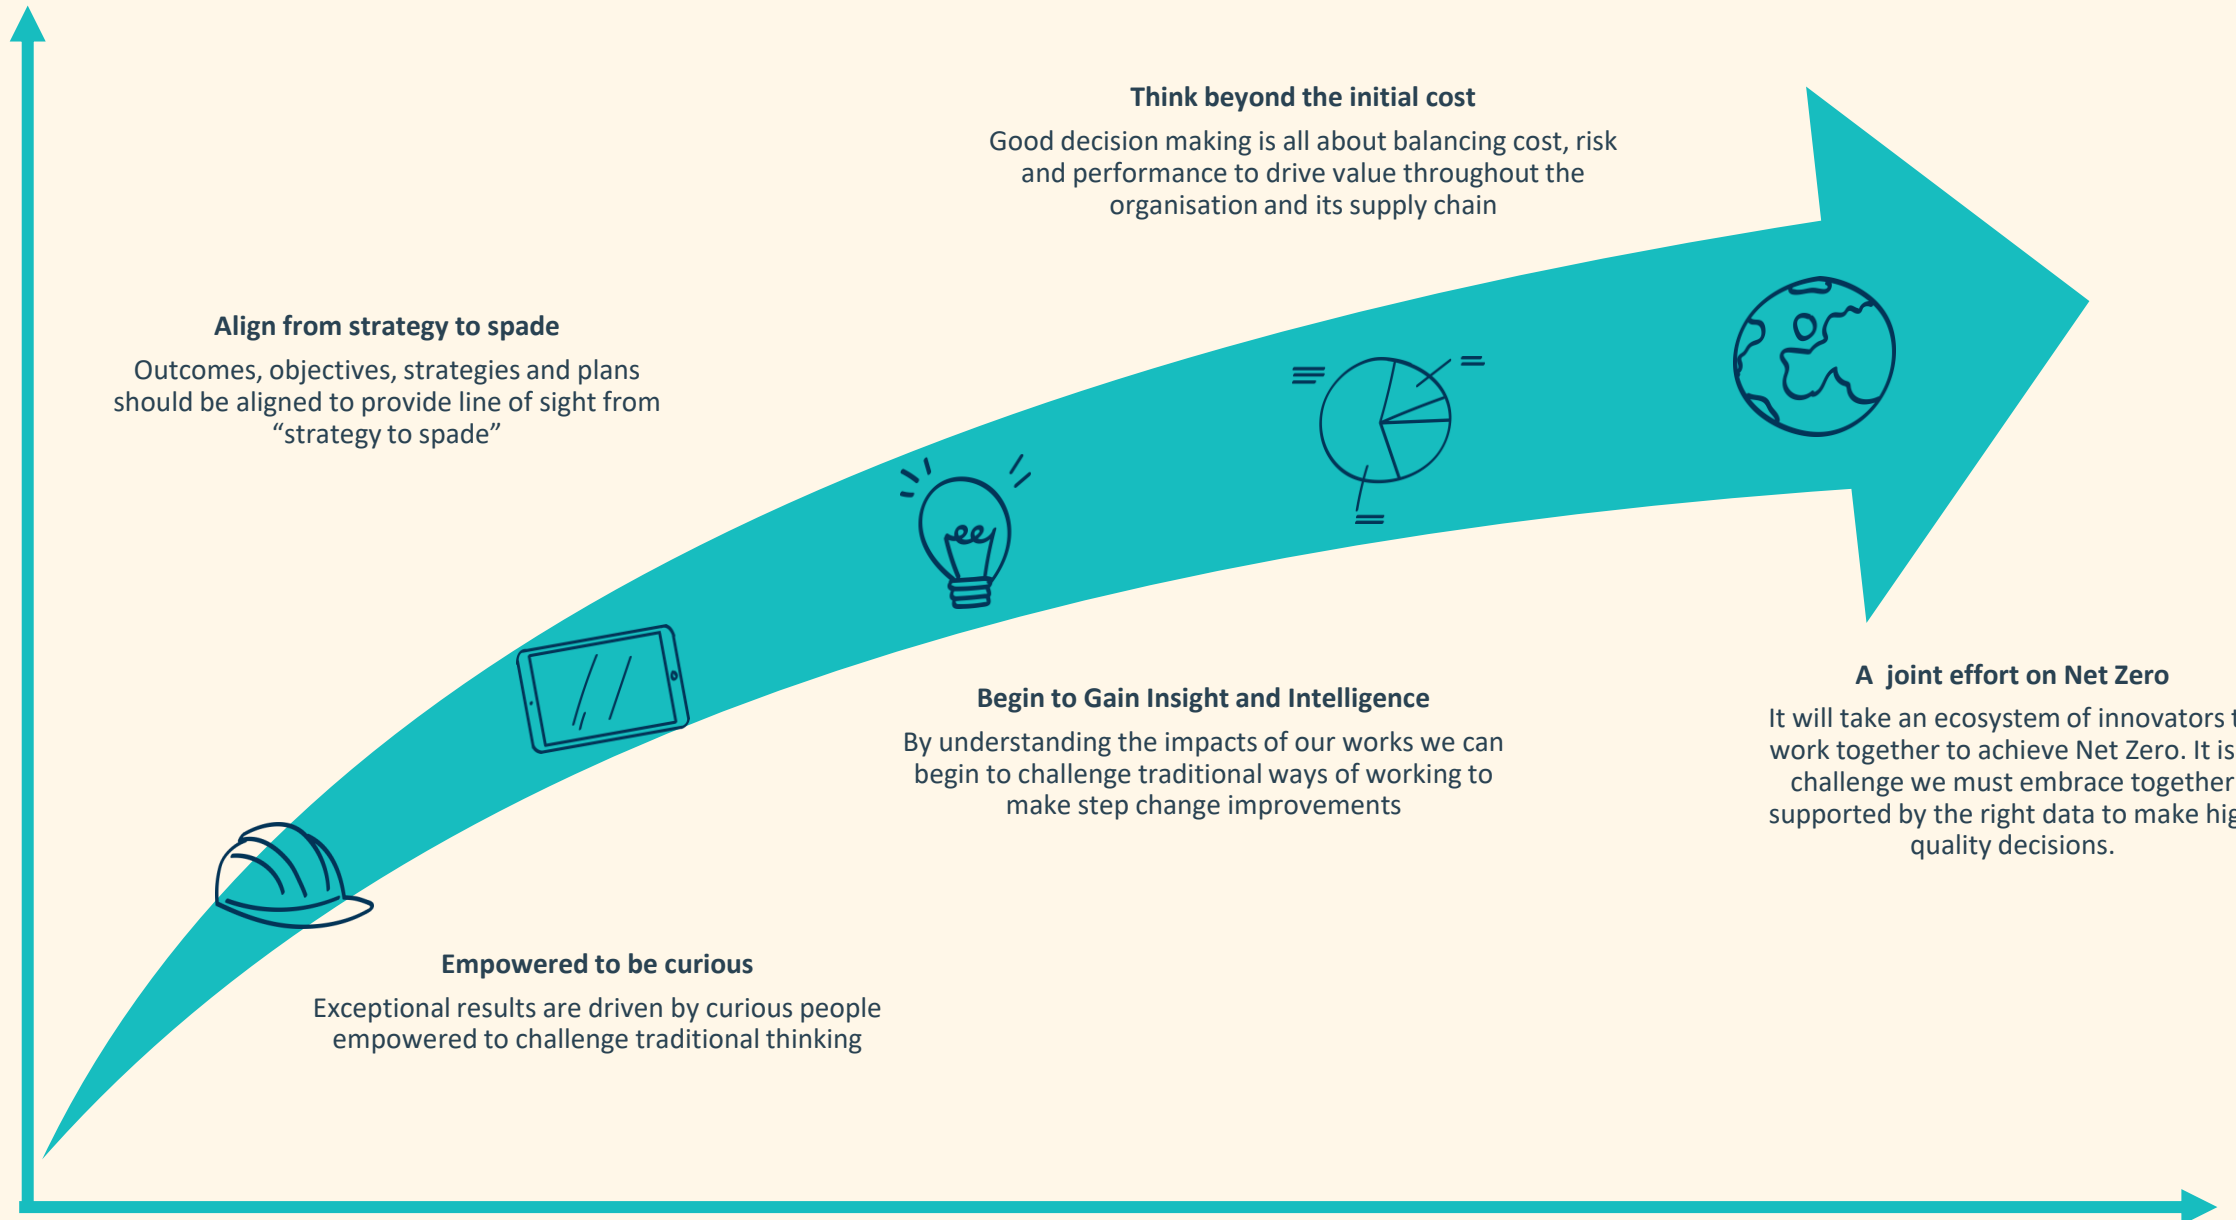 Think beyond the initial cost
Good decision making is all about balancing cost, risk
and performance to drive value throughout the
organisation and its supply chain
Align from strategy to spade
Outcomes, objectives, strategies and plans
should be aligned to provide line of sight from
“strategy to spade”
Begin to Gain Insight and Intelligence
By understanding the impacts of our works we can
begin to challenge traditional ways of working to
make step change improvements
A joint effort on Net Zero
It will take an ecosystem of innovators
work together to achieve Net Zero. It is
challenge we must embrace together
supported by the right data to make
quality decisions.
Empowered to be curious
Exceptional results are driven by curious people
empowered to challenge traditional thinking